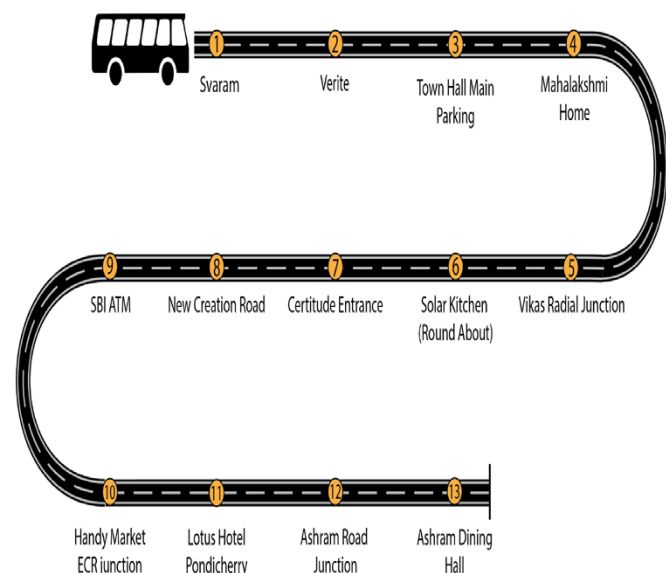 1 2 3 4
Svaram
Verite
Town Hall Main
Parking
Mahalakshmi
Home
9 8 7 6 5
SBI ATM
New Creation Road
Certitude Entrance
Solar Kitchen
(Round About)
Vikas Radial Junction
10 11 12 13
Handy Market
ECR junction
Lotus Hotel
Pondicherry
Ashram Road
Junction
Ashram Dining
Hall